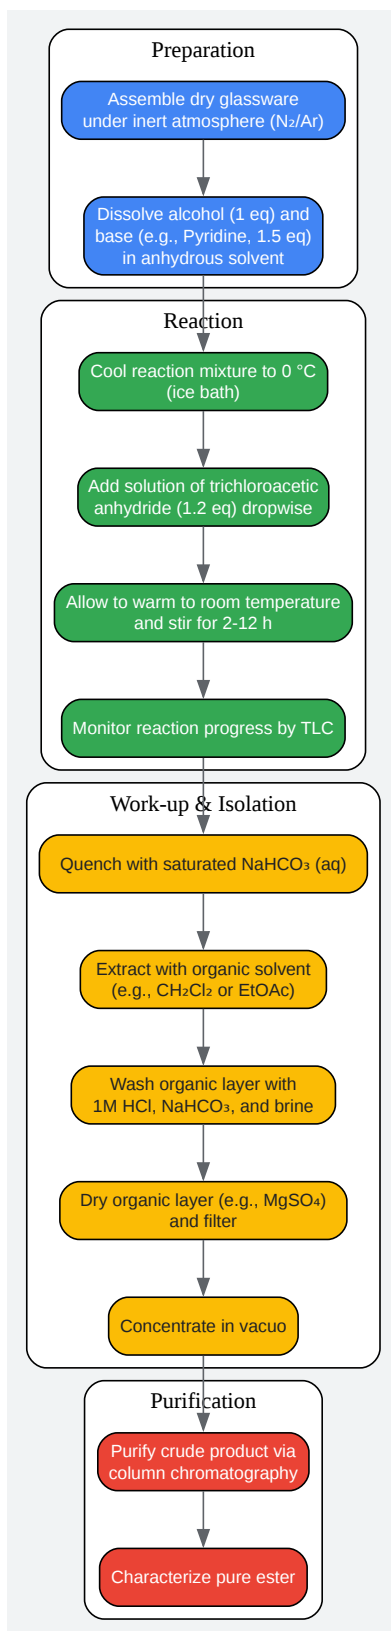 Preparation
Assemble dry glassware
under inert atmosphere (N₂/Ar)
Dissolve alcohol (1 eq) and
base (e.g., Pyridine, 1.5 eq)
in anhydrous solvent
Reaction
Cool reaction mixture to 0 °C
(ice bath)
Add solution of trichloroacetic
anhydride (1.2 eq) dropwise
Allow to warm to room temperature
and stir for 2-12 h
Monitor reaction progress by TLC
Work-up & Isolation
Quench with saturated NaHCO₃ (aq)
Extract with organic solvent
(e.g., CH₂Cl₂ or EtOAc)
Wash organic layer with
1M HCl, NaHCO₃, and brine
Dry organic layer (e.g., MgSO₄)
and filter
Concentrate in vacuo
Purification
Purify crude product via
column chromatography
Characterize pure ester